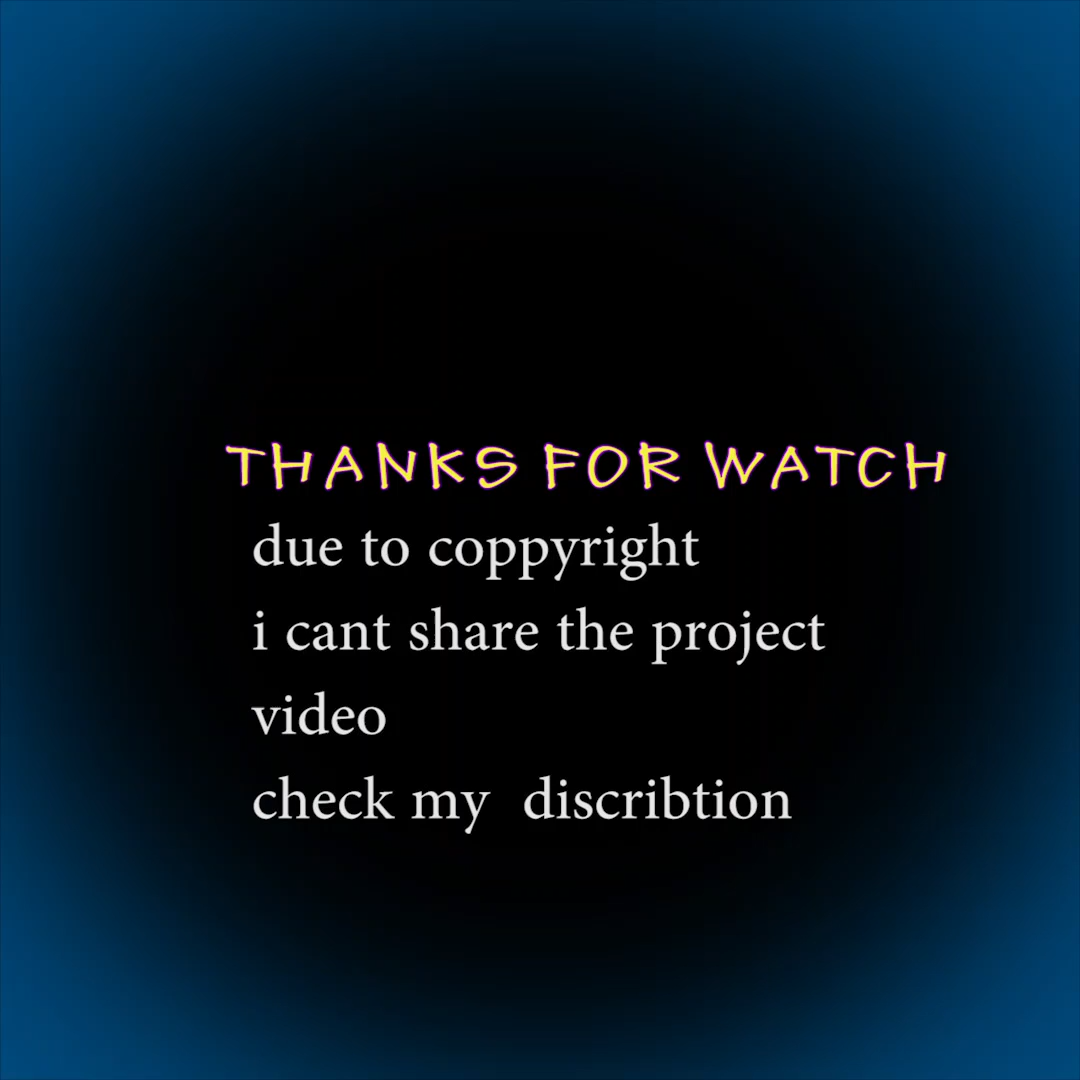 THANKS FOR WATCH
due to coppyright
i cant share the project
video
check my  discribtion